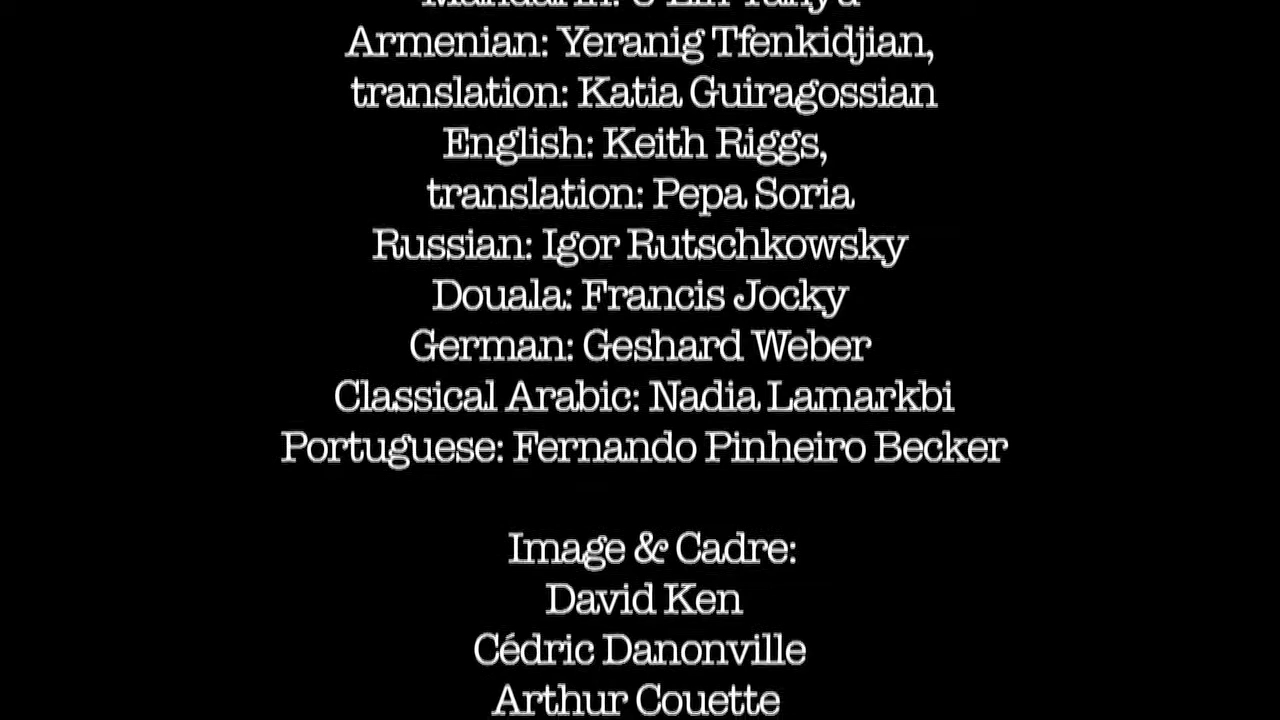 Armenian: Yeranig Tfenkidjian,
translation: Katia Guiragossian
English: Keith Riggs,
translation: Pepa Soria
Russian: Igor Rutschkowsky
Douala: Francis Jocky
German: Geshard Weber
Classical Arabic: Nadia Lamarkbi
Portuguese: Fernando Pinheiro Becker
Image & Cadre:
David Ken
Cédric Danonville
Arthur Couette